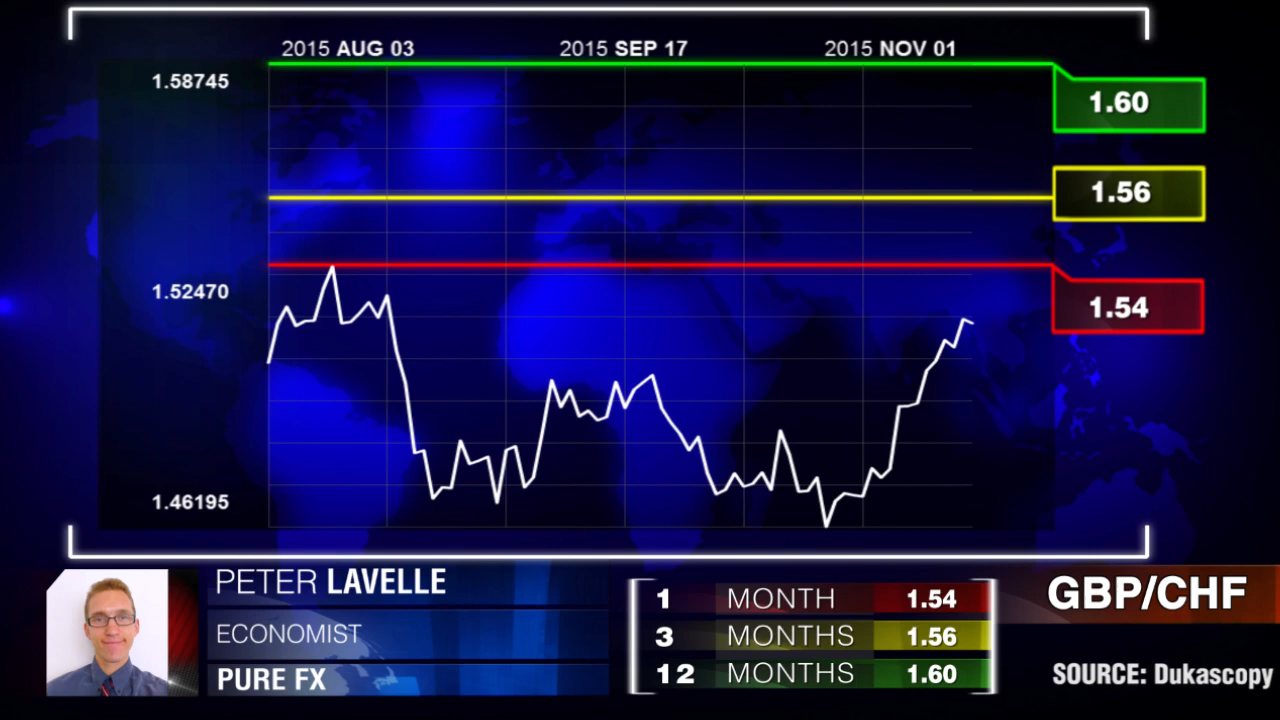 2015 AUG 03
2015 SEP 17
2015 NOV 01
1.58745
1.52470
1.46195
1.60
1.56
1.54
PETER LAVELLE
ECONOMIST
PURE FX
1 MONTH 1.54
3 MONTHS 1.56
12 MONTHS 1.60
GBP/CHF
SOURCE: Dukascopy